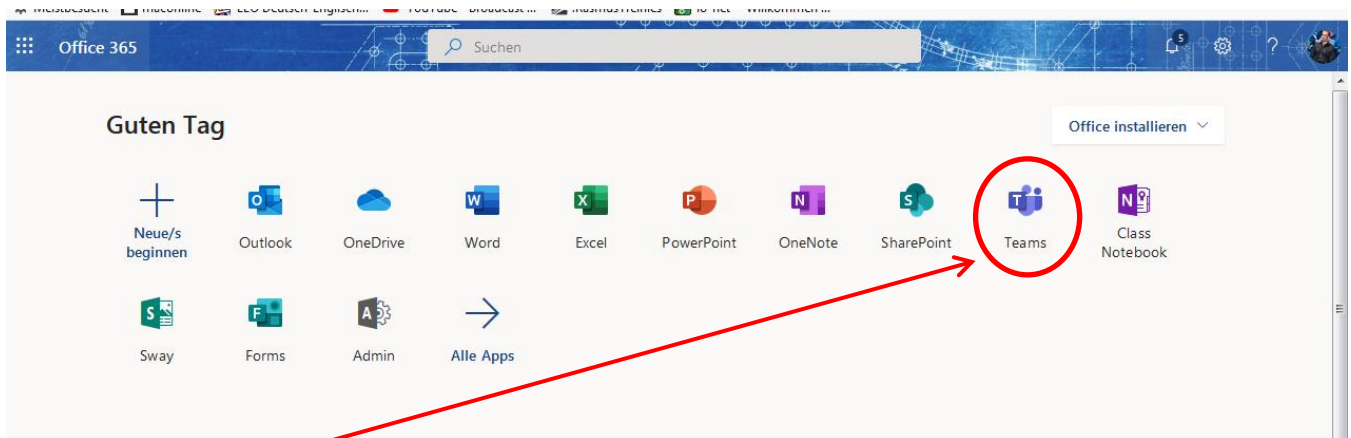 Office 365
Suchen
5
?
Guten Tag
Office installieren
Neue/s
beginnen
Outlook
OneDrive
Word
Excel
PowerPoint
OneNote
SharePoint
Teams
Class
Notebook
Sway
Forms
Admin
Alle Apps